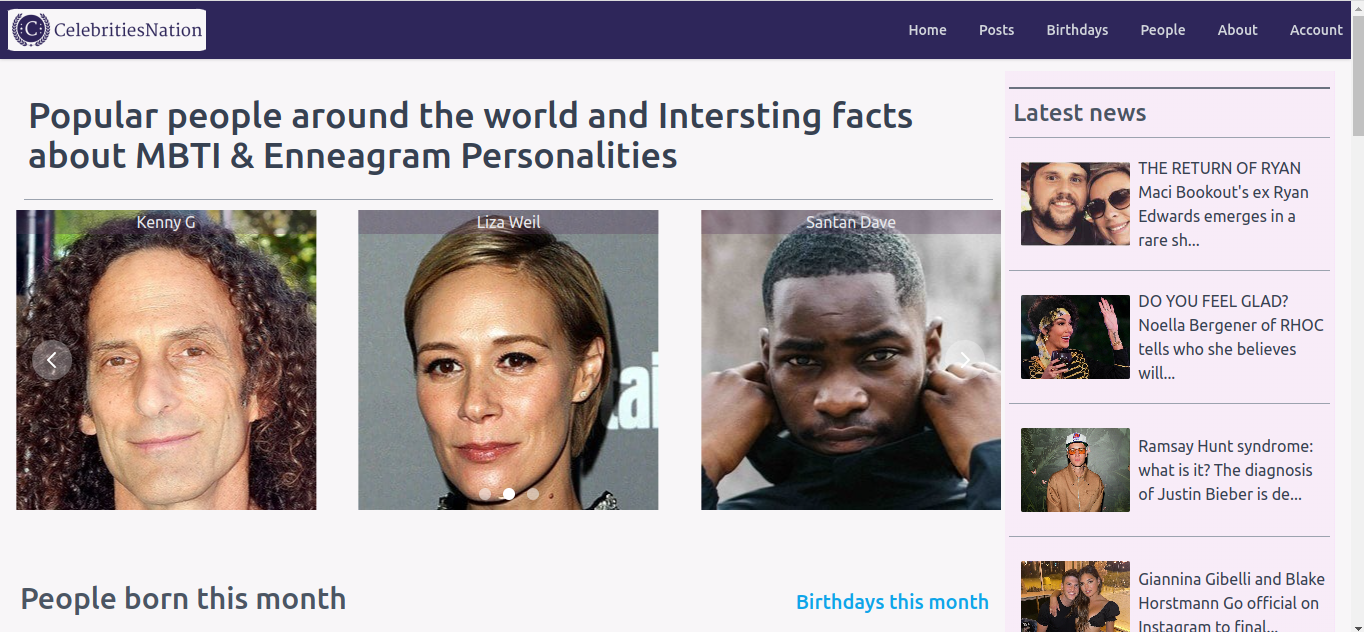 CelebritiesNation
Home
Posts
Birthdays
People
About
Account
Popular people around the world and Intersting facts
about MBTI & Enneagram Personalities
Kenny G
Liza Weil
Santan Dave
tai
People born this month
Birthdays this month
Latest news
THE RETURN OF RYAN
Maci Bookout's ex Ryan
Edwards emerges in a
rare sh...
DO YOU FEEL GLAD?
Noella Bergener of RHOC
tells who she believes
will...
Ramsay Hunt syndrome:
what is it? The diagnosis
of Justin Bieber is de...
Giannina Gibelli and Blake
Horstmann Go official on
Instagram to final...